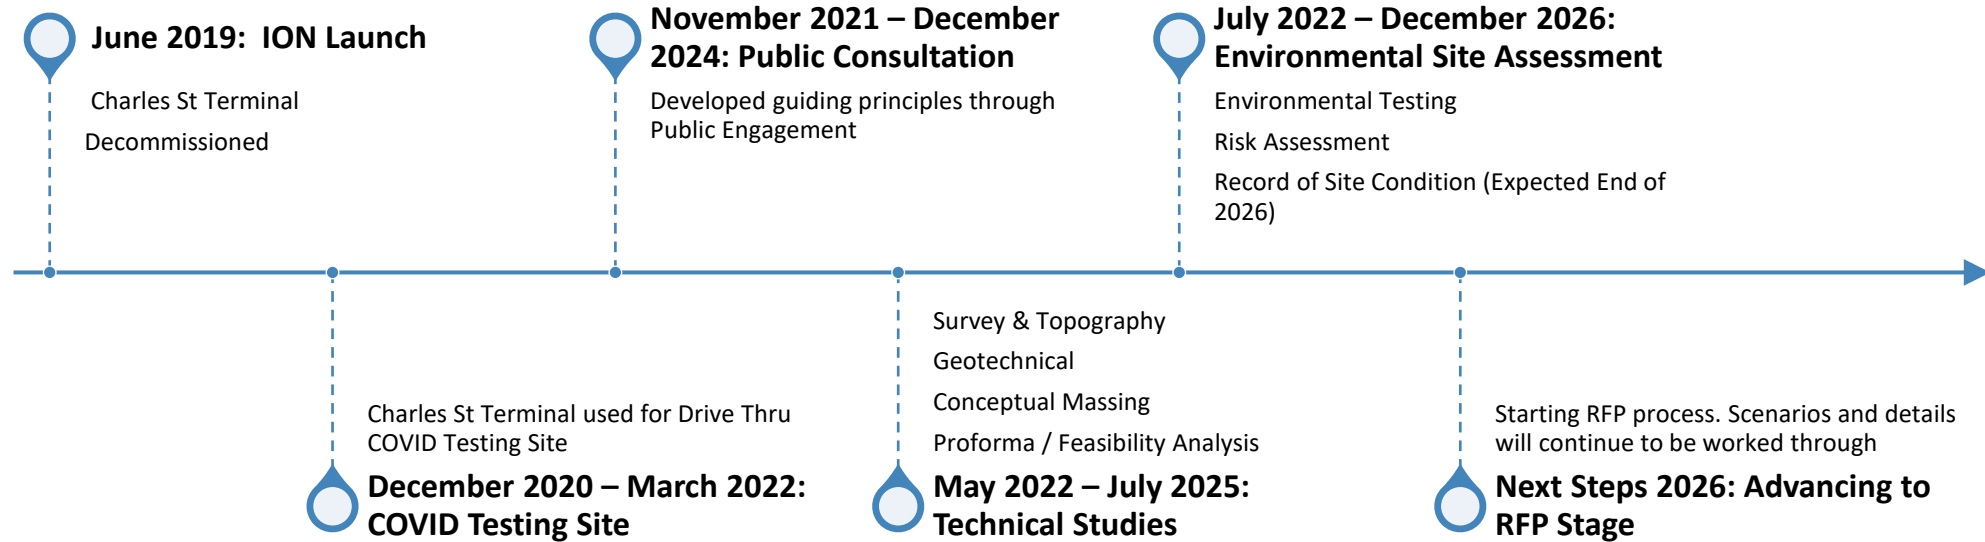 June 2019:  ION Launch
Charles St Terminal
Decommissioned
November 2021 – December
2024: Public Consultation
Developed guiding principles through
Public Engagement
July 2022 – December 2026:
Environmental Site Assessment
Environmental Testing
Risk Assessment
Record of Site Condition (Expected End of
2026)
Charles St Terminal used for Drive Thru
COVID Testing Site
December 2020 – March 2022:
COVID Testing Site
Survey & Topography
Geotechnical
Conceptual Massing
Proforma / Feasibility Analysis
May 2022 – July 2025:
Technical Studies
Starting RFP process. Scenarios and details
will continue to be worked through
Next Steps 2026: Advancing to
RFP Stage